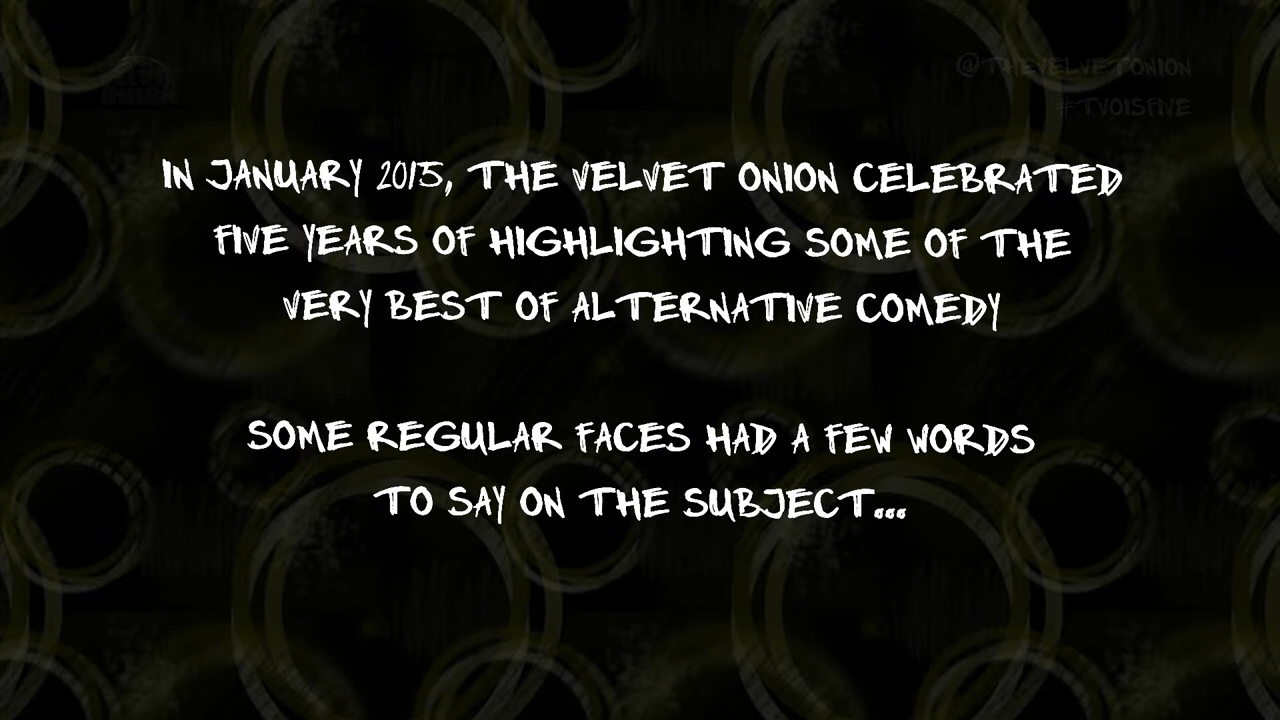 @THEVELVETONION
#TVOISFIVE
IN JANUARY 2015, THE VELVET ONION CELEBRATED
FIVE YEARS OF HIGHLIGHTING SOME OF THE
VERY BEST OF ALTERNATIVE COMEDY
SOME REGULAR FACES HAD A FEW WORDS
TO SAY ON THE SUBJECT...